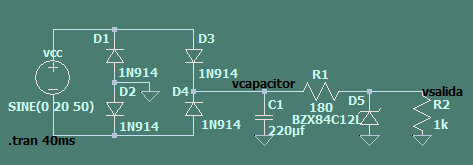 D1
D3
vcc
1N914
1N914
D2
D4
vcapacitor
R1
vsalida
SINE(0 20 50)
1N914
1N914
C1
220µf
180
D5
BZX84C12L
R2
1k
.tran 40ms